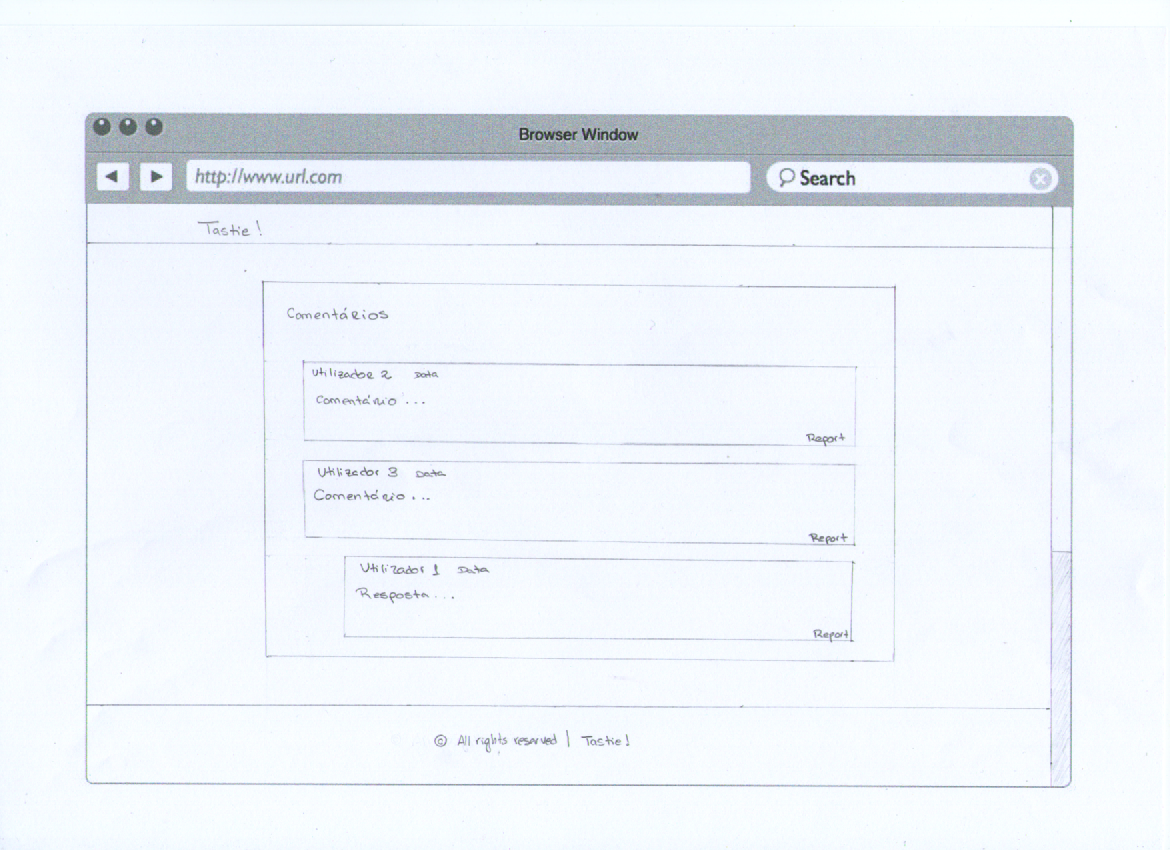 Browser Window
http://www.url.com
Search
Tastie!
Comentários
Utilizador 2 Data
Comentário ...
Report
Utilizador 3 Data
Comentário ...
Report
Utilizador 1 Data
Resposta ...
Report
© All rights reserved | Tastie!